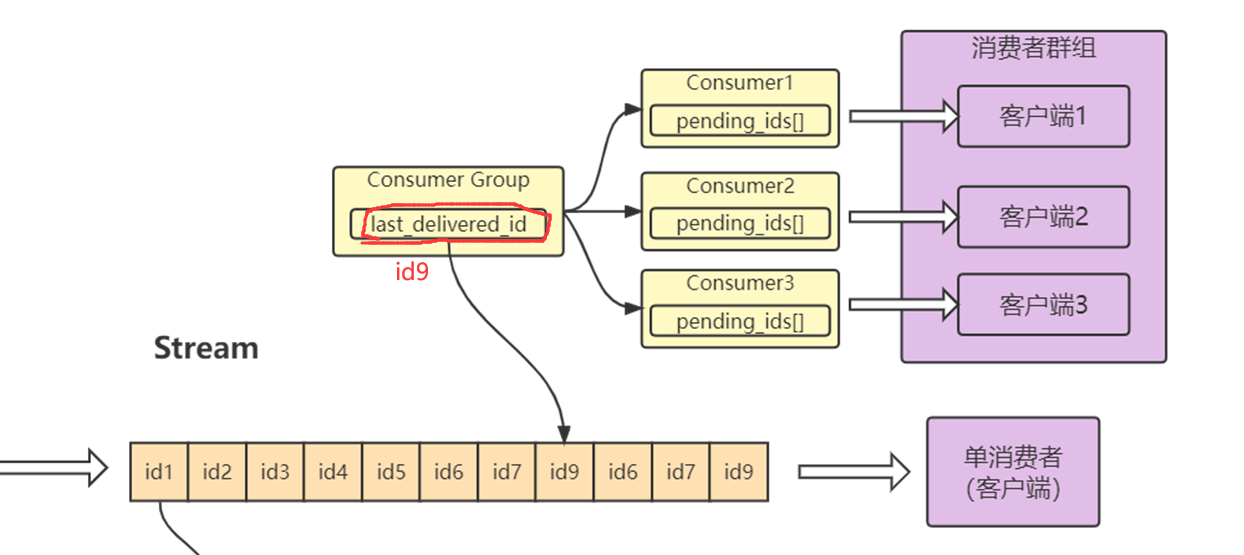 消费者群组
Consumer1
pending_ids[]
客户端1
Consumer Group
last_delivered_id
id9
Consumer2
pending_ids[]
客户端2
Consumer3
pending_ids[]
客户端3
Stream
id1 id2 id3 id4 id5 id6 id7 id9 id6 id7 id9
单消费者
(客户端)